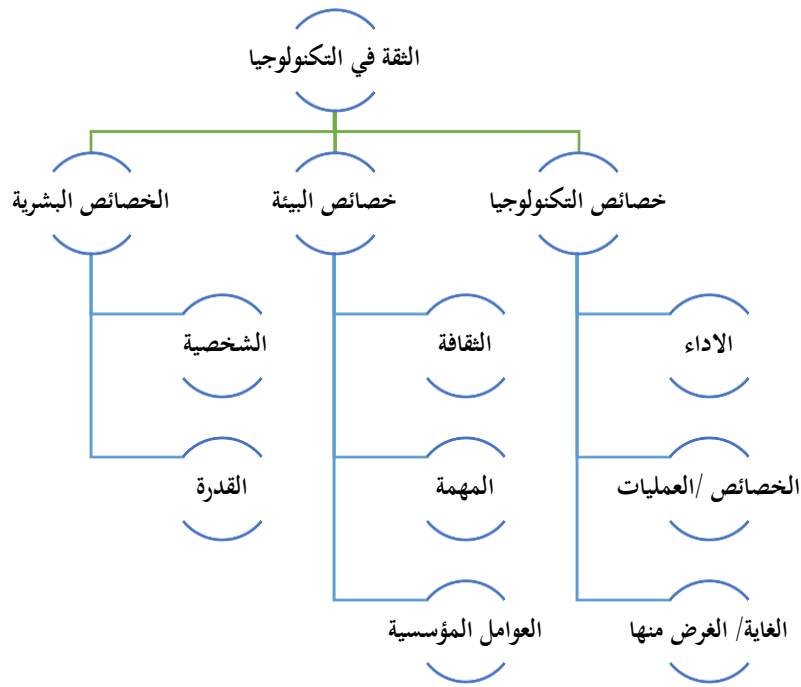 الثقة في التكنولوجيا
خصائص التكنولوجيا
خصائص البيئة
الخصائص البشرية
الاداء
الثقافة
الشخصية
الخصائص /العمليات
المهمة
القدرة
الغاية/ الغرض منها
العوامل المؤسسية